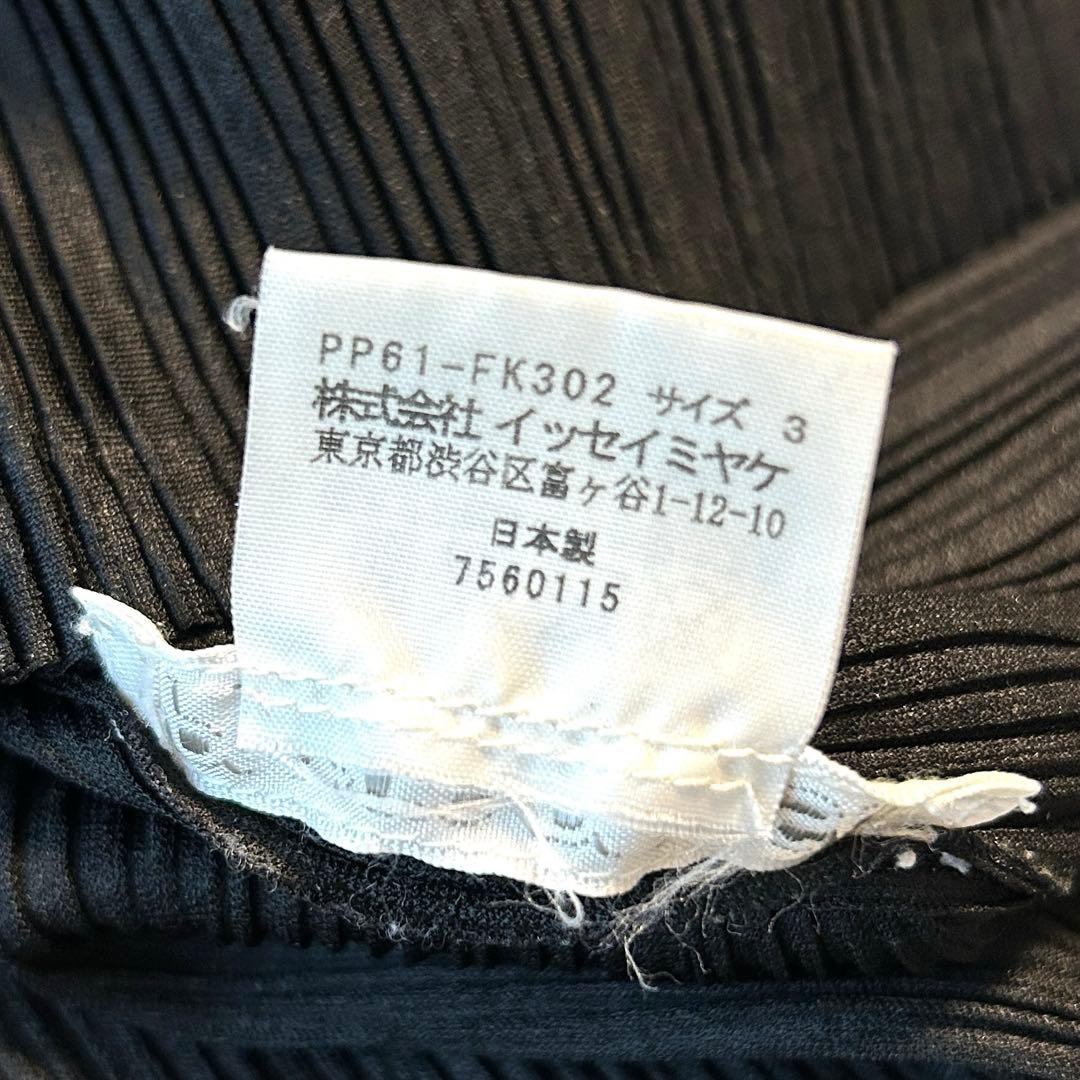 PP61-FK302 サイズ 3
株式会社 イッセイミヤケ
東京都渋谷区富ヶ谷1-12-10
日本製
7560115